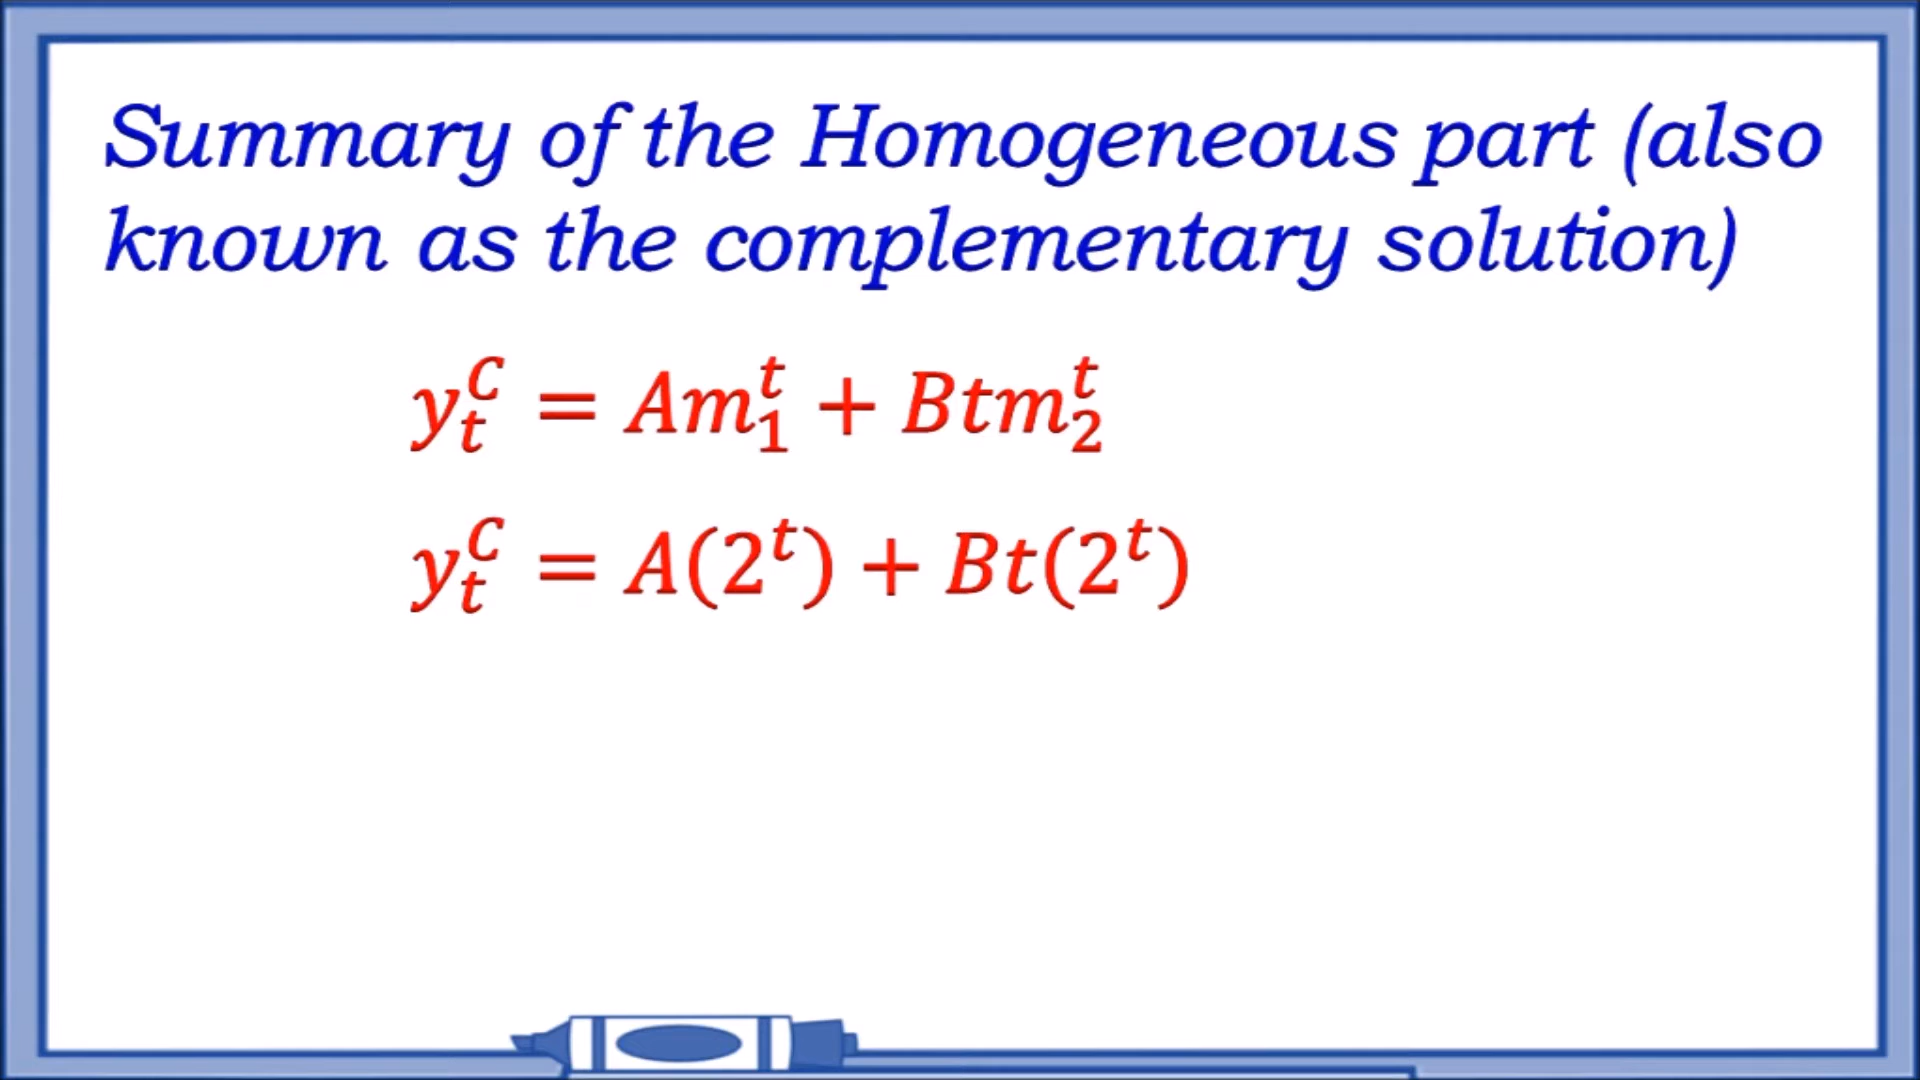 Summary of the Homogeneous part (also
known as the complementary solution)
$y_t^C = Am_1^t + Btm_2^t$
$y_t^C = A(2^t) + Bt(2^t)$